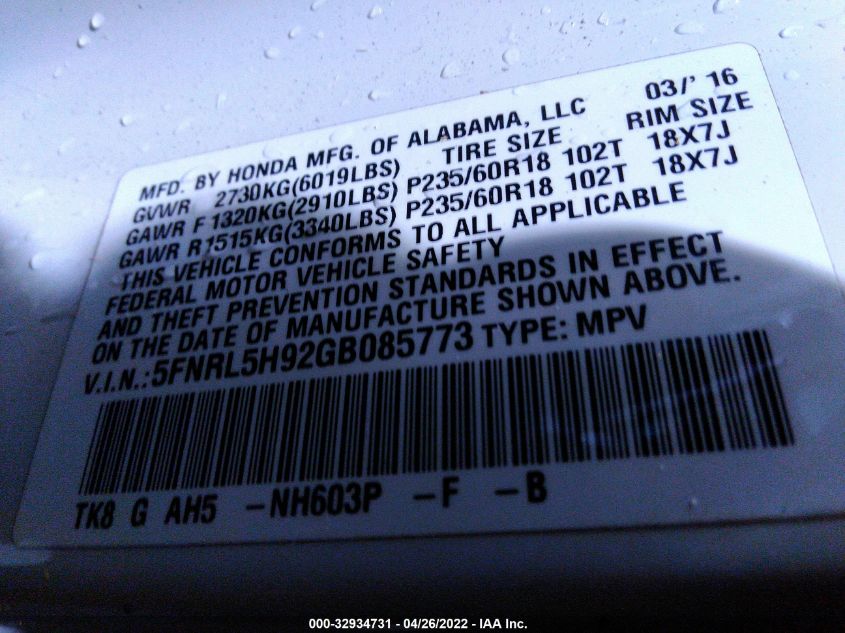 MFD. BY HONDA MFG. OF ALABAMA, LLC 03/' 16
GVWR 2730KG(6019LBS) TIRE SIZE RIM SIZE
GAWR F 1320KG(2910LBS) P235/60R18 102T 18X7J
GAWR R1515KG(3340LBS) P235/60R18 102T 18X7J
THIS VEHICLE CONFORMS TO ALL APPLICABLE
FEDERAL MOTOR VEHICLE SAFETY
AND THEFT PREVENTION STANDARDS IN EFFECT
ON THE DATE OF MANUFACTURE SHOWN ABOVE.
V.I.N.:5FNRL5H92GB085773 TYPE: MPV
TK8 G AH5 -NH603P -F -B
000-32934731 - 04/26/2022 - IAA Inc.